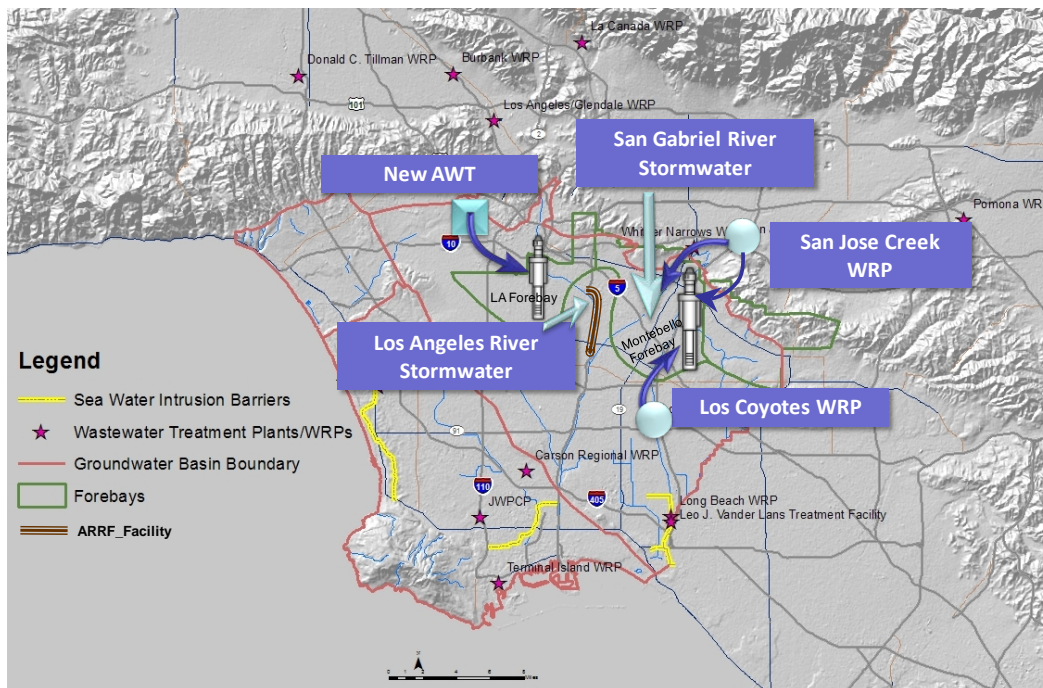 La Canada WRP
Donald C. Tillman WRP
Burbank WRP
101
Los Angeles/Glendale WRP
2
San Gabriel River
Stormwater
New AWT
Pomona WR
10
San Jose Creek
WRP
5
LA Forebay
Montebello
Forebay
Los Angeles River
Stormwater
Legend
Sea Water Intrusion Barriers
Wastewater Treatment Plants/WRPs
Groundwater Basin Boundary
Forebays
ARRF_Facility
19
Los Coyotes WRP
91
Carson Regional WRP
110
405
JWPCP
Long Beach WRP
Leo J. Vander Lans Treatment Facility
Terminal Island WRP